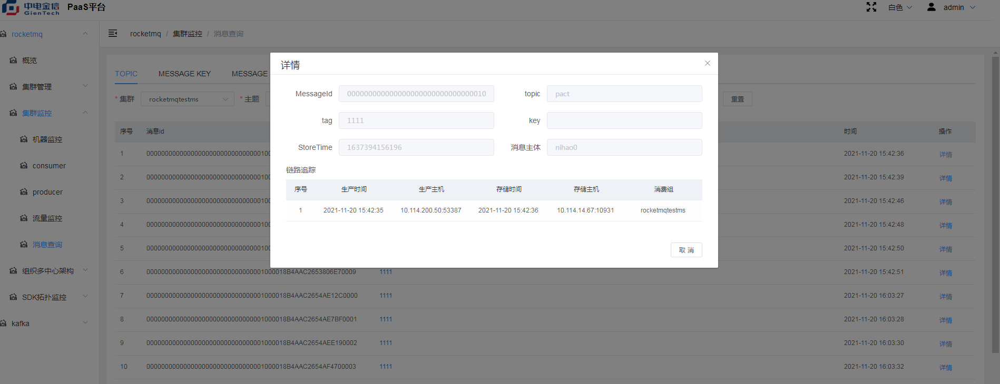 中电金信 GienTech PaaS平台 白色 admin
rocketmq
概览
集群管理
集群监控
机器监控
consumer
producer
流量监控
消息查询
组织多中心架构
SDK拓扑监控
kafka
rocketmq / 集群监控 / 消息查询
TOPIC MESSAGE KEY MESSAGE
* 集群 rocketmqtestms * 主题 重置
序号 消息id 时间 操作
1 2021-11-20 15:42:36 详情
2 2021-11-20 15:42:39 详情
3 2021-11-20 15:42:46 详情
4 2021-11-20 15:42:48 详情
5 2021-11-20 15:42:50 详情
6 1111 2021-11-20 15:42:51 详情
7 1111 2021-11-20 16:03:27 详情
8 1111 2021-11-20 16:03:28 详情
9 1111 2021-11-20 16:03:30 详情
10 1111 2021-11-20 16:03:32 详情
详情
MessageId topic pact
tag 1111 key
StoreTime 1637394156196 消息主体 nihao0
链路追踪
序号 生产时间 生产主机 存储时间 存储主机 消费组
1 2021-11-20 15:42:35 10.114.200.50:53387 2021-11-20 15:42:36 10.114.14.67:10931 rocketmqtestms
取 消